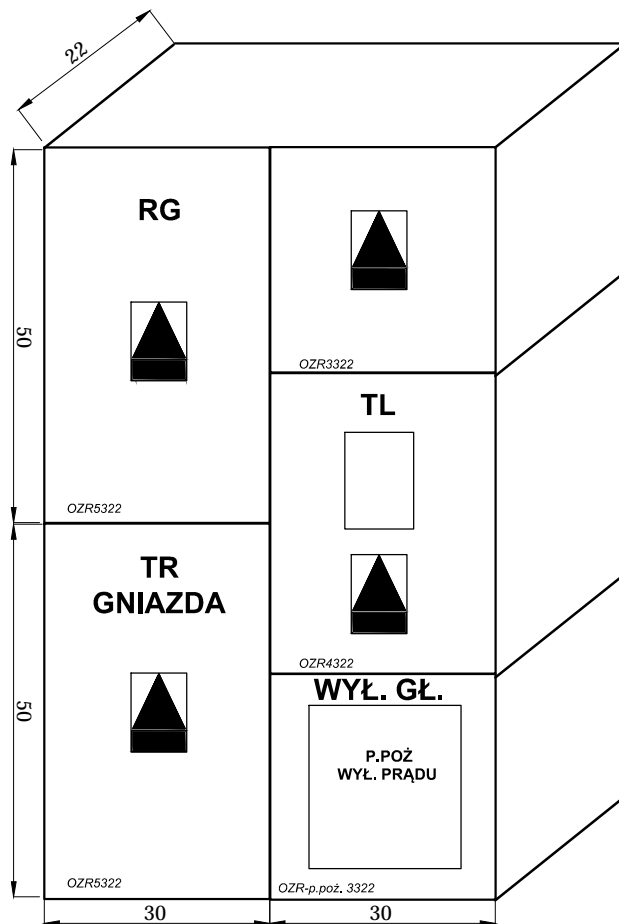 22
50
RG
OZR5322
OZR3322
TL
OZR4322
50
TR
GNIAZDA
OZR5322
WYŁ. GŁ.
P.POŻ
WYŁ. PRĄDU
OZR-p.poż. 3322
30
30